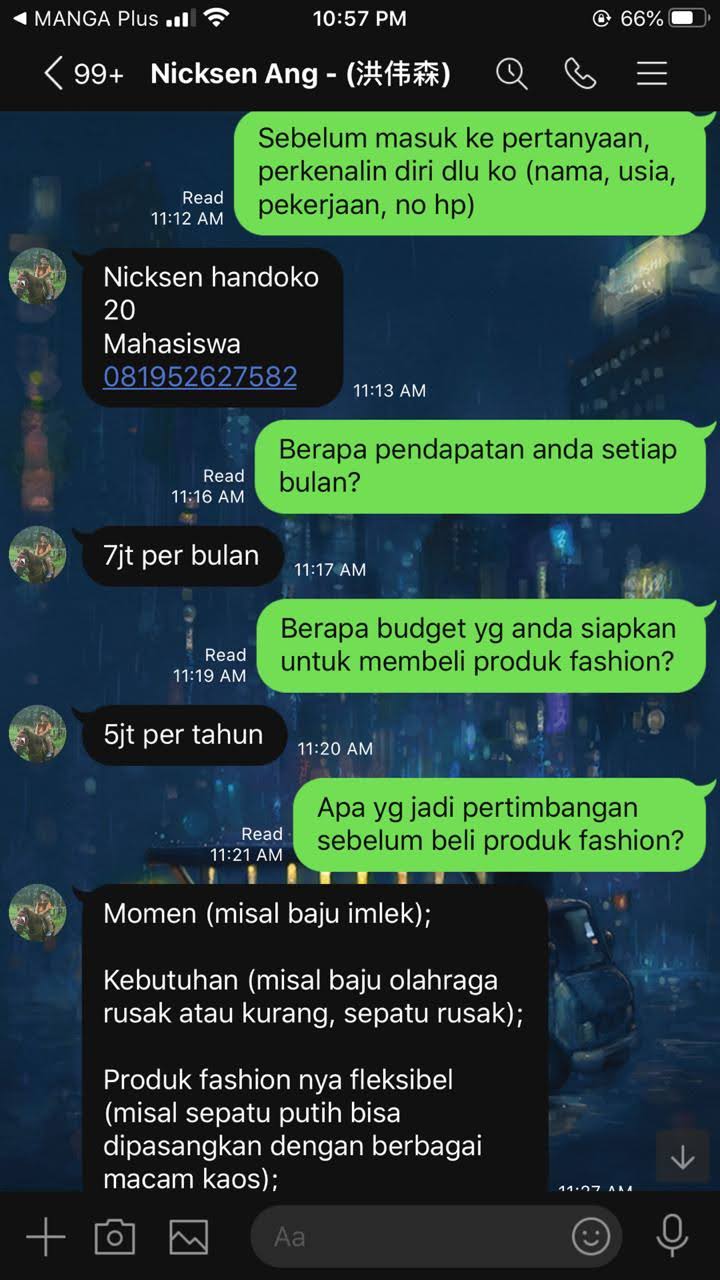 MANGA Plus
10:57 PM
66%
99+
Nicksen Ang - (洪伟森)
Sebelum masuk ke pertanyaan,
perkenalin diri dlu ko (nama, usia,
pekerjaan, no hp)
Read
11:12 AM
Nicksen handoko
20
Mahasiswa
081952627582
11:13 AM
Berapa pendapatan anda setiap
bulan?
Read
11:16 AM
7jt per bulan
11:17 AM
Berapa budget yg anda siapkan
untuk membeli produk fashion?
Read
11:19 AM
5jt per tahun
11:20 AM
Apa yg jadi pertimbangan
sebelum beli produk fashion?
Read
11:21 AM
Momen (misal baju imlek);
Kebutuhan (misal baju olahraga
rusak atau kurang, sepatu rusak);
Produk fashion nya fleksibel
(misal sepatu putih bisa
dipasangkan dengan berbagai
macam kaos);
11:27 AM
Aa